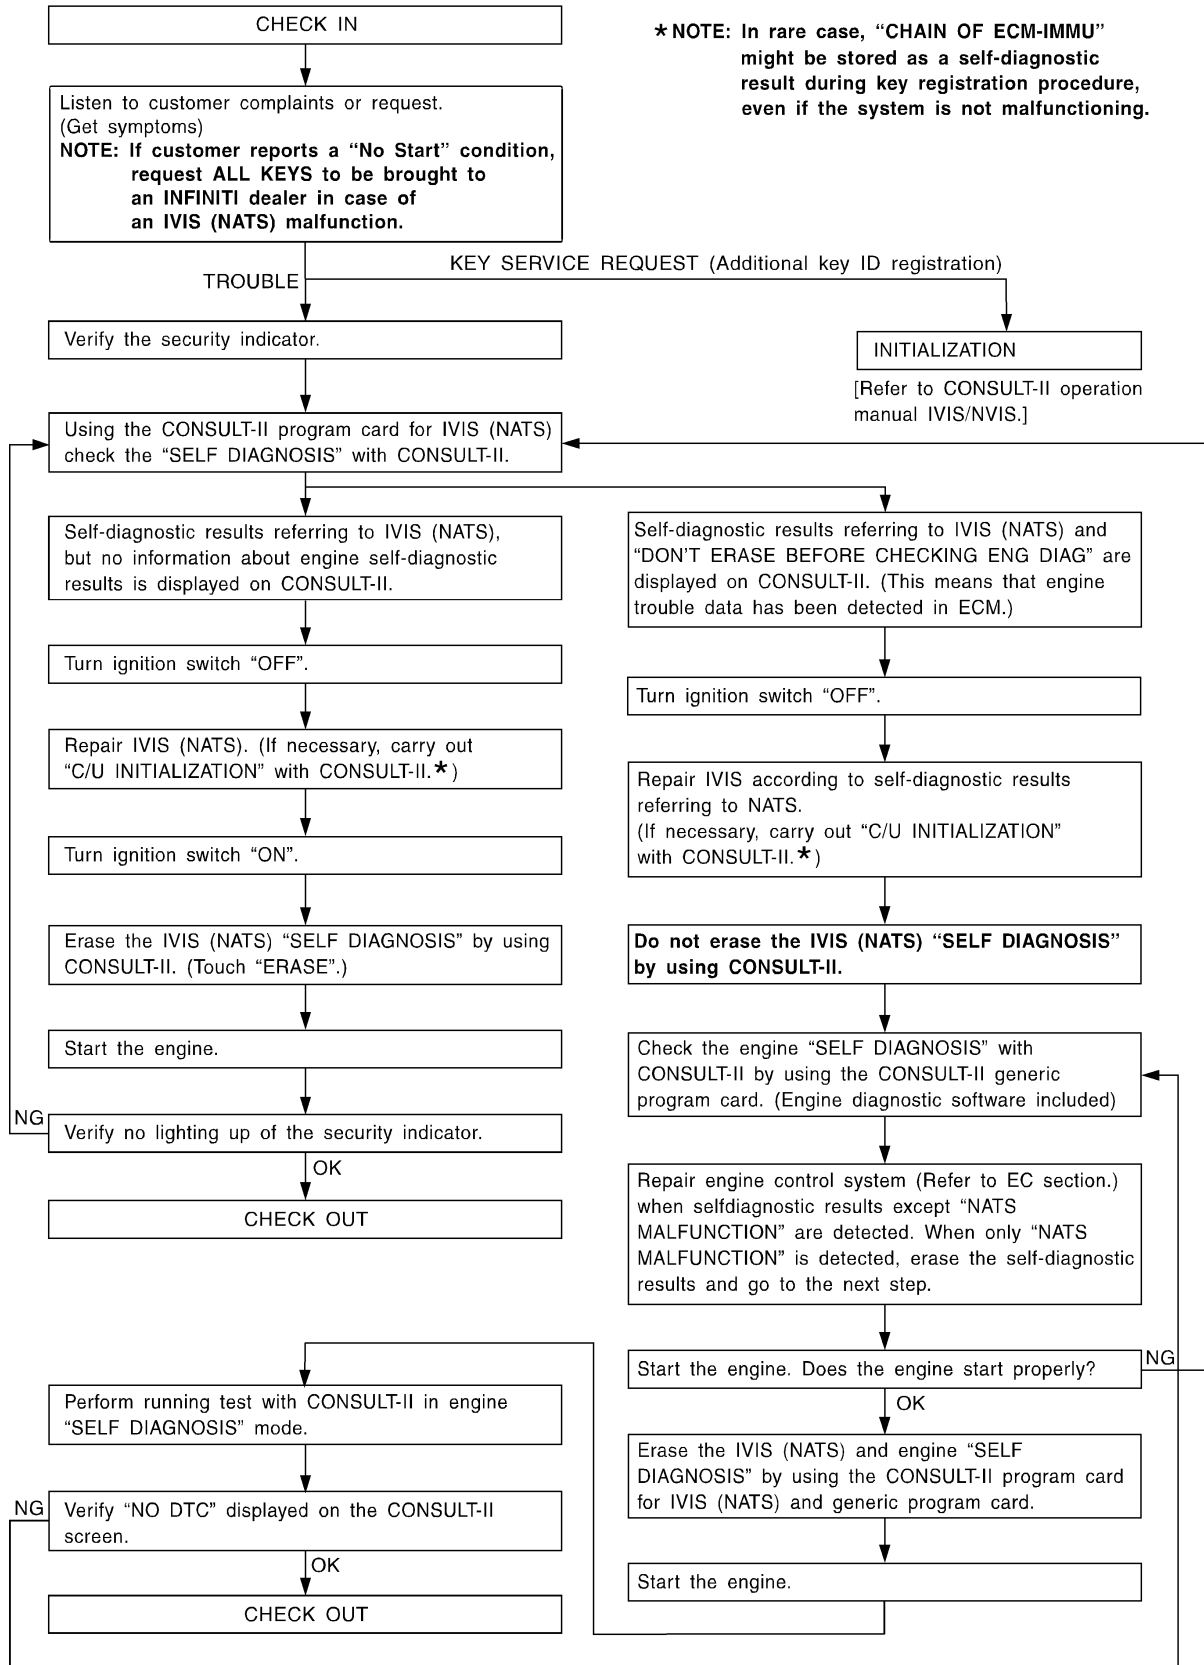 CHECK IN
* NOTE: In rare case, “CHAIN OF ECM-IMMU”
might be stored as a self-diagnostic
result during key registration procedure,
even if the system is not malfunctioning.
Listen to customer complaints or request.
(Get symptoms)
NOTE: If customer reports a “No Start” condition,
request ALL KEYS to be brought to
an INFINITI dealer in case of
an IVIS (NATS) malfunction.
KEY SERVICE REQUEST (Additional key ID registration)
TROUBLE
Verify the security indicator.
INITIALIZATION
[Refer to CONSULT-II operation
manual IVIS/NVIS.]
Using the CONSULT-II program card for IVIS (NATS)
check the “SELF DIAGNOSIS” with CONSULT-II.
Self-diagnostic results referring to IVIS (NATS),
but no information about engine self-diagnostic
results is displayed on CONSULT-II.
Turn ignition switch “OFF”.
Repair IVIS (NATS). (If necessary, carry out
“C/U INITIALIZATION” with CONSULT-II.*)
Turn ignition switch “ON”.
Erase the IVIS (NATS) “SELF DIAGNOSIS” by using
CONSULT-II. (Touch “ERASE”.)
Start the engine.
NG
Verify no lighting up of the security indicator.
OK
CHECK OUT
Self-diagnostic results referring to IVIS (NATS) and
“DON’T ERASE BEFORE CHECKING ENG DIAG” are
displayed on CONSULT-II. (This means that engine
trouble data has been detected in ECM.)
Turn ignition switch “OFF”.
Repair IVIS according to self-diagnostic results
referring to NATS.
(If necessary, carry out “C/U INITIALIZATION”
with CONSULT-II.*)
Do not erase the IVIS (NATS) “SELF DIAGNOSIS”
by using CONSULT-II.
Check the engine “SELF DIAGNOSIS” with
CONSULT-II by using the CONSULT-II generic
program card. (Engine diagnostic software included)
Repair engine control system (Refer to EC section.)
when selfdiagnostic results except “NATS
MALFUNCTION” are detected. When only “NATS
MALFUNCTION” is detected, erase the self-diagnostic
results and go to the next step.
Start the engine. Does the engine start properly?
NG
OK
Erase the IVIS (NATS) and engine “SELF
DIAGNOSIS” by using the CONSULT-II program card
for IVIS (NATS) and generic program card.
Start the engine.
Perform running test with CONSULT-II in engine
“SELF DIAGNOSIS” mode.
NG
Verify “NO DTC” displayed on the CONSULT-II
screen.
OK
CHECK OUT